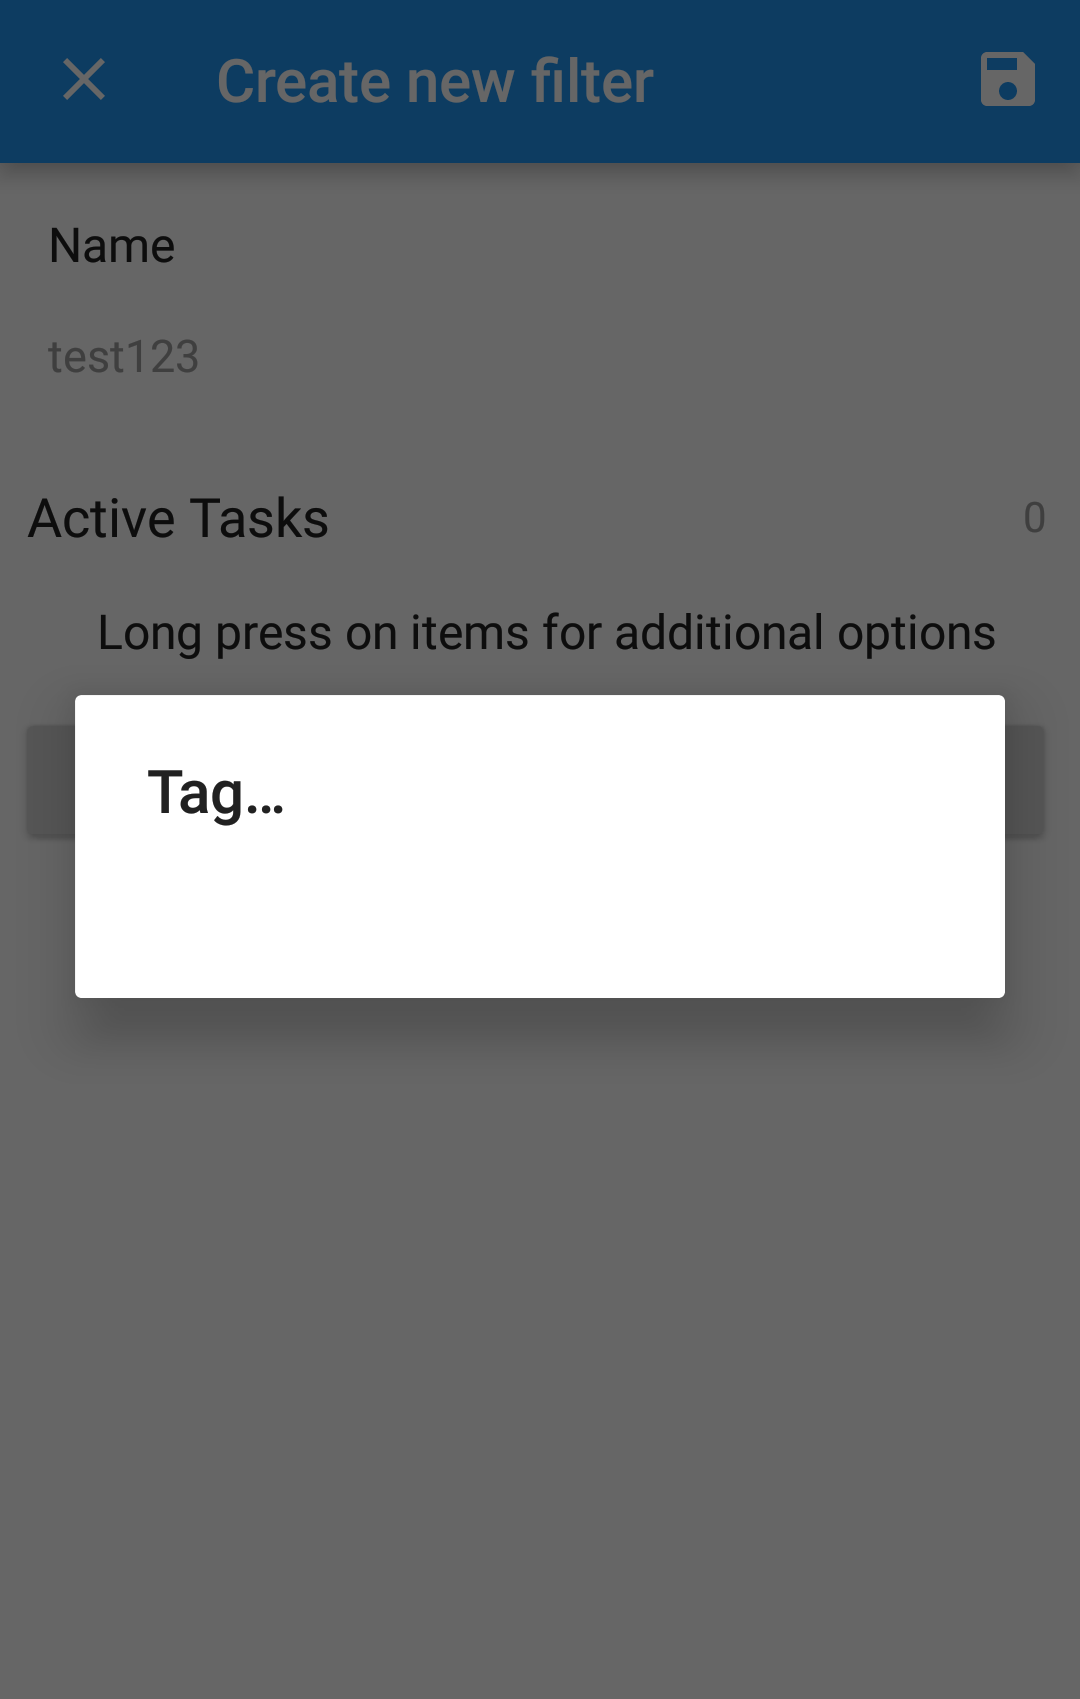 Create new filter
Name
test123
Active Tasks
0
Long press on items for additional options
Tag…